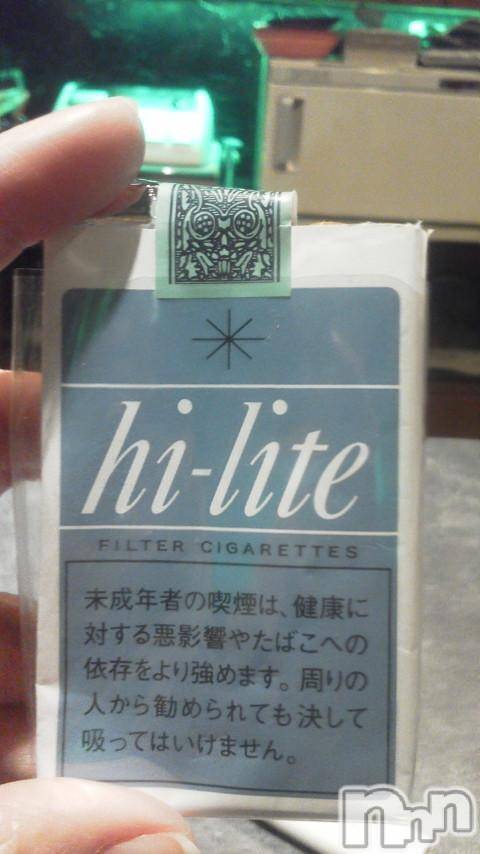 hi-lite
FILTER CIGARETTES
未成年者の喫煙は、健康に
対する悪影響やたばこへの
依存をより強めます。周りの
人から勧められても決して
吸ってはいけません。
nnn